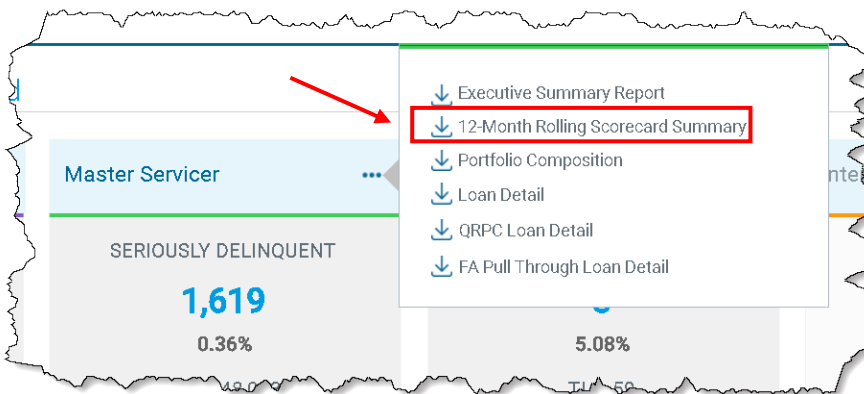 Executive Summary Report
12-Month Rolling Scorecard Summary
Master Servicer
Portfolio Composition
Loan Detail
QRPC Loan Detail
FA Pull Through Loan Detail
SERIOUSLY DELINQUENT
1,619
0.36%
5.08%